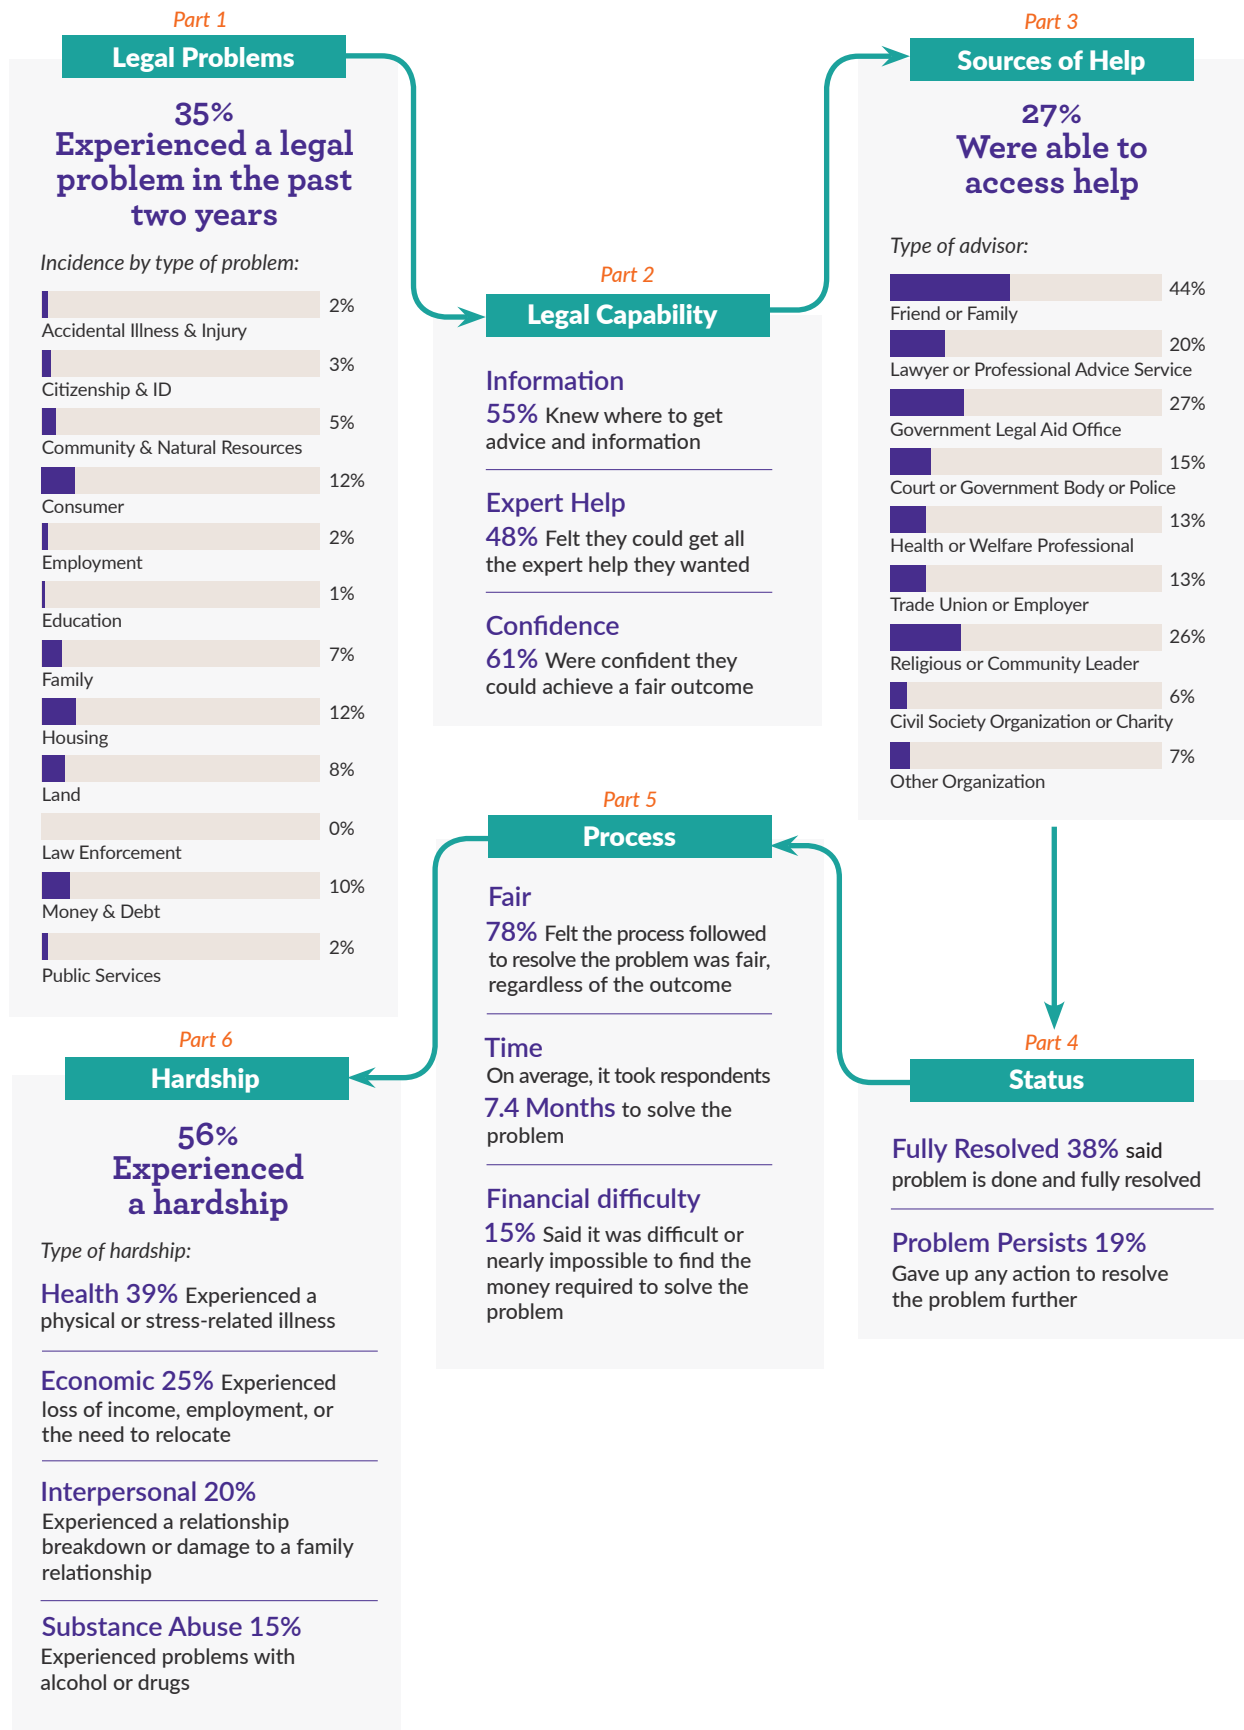 Part 1
Legal Problems
35%
Experienced a legal
problem in the past
two years
Incidence by type of problem:
2%
Accidental Illness & Injury
3%
Citizenship & ID
5%
Community & Natural Resources
12%
Consumer
2%
Employment
1%
Education
7%
Family
12%
Housing
8%
Land
0%
Law Enforcement
10%
Money & Debt
2%
Public Services
Part 2
Legal Capability
Information
55% Knew where to get
advice and information
Expert Help
48% Felt they could get all
the expert help they wanted
Confidence
61% Were confident they
could achieve a fair outcome
Part 3
Sources of Help
27%
Were able to
access help
Type of advisor:
44%
Friend or Family
20%
Lawyer or Professional Advice Service
27%
Government Legal Aid Office
15%
Court or Government Body or Police
13%
Health or Welfare Professional
13%
Trade Union or Employer
26%
Religious or Community Leader
6%
Civil Society Organization or Charity
7%
Other Organization
Part 4
Status
Fully Resolved 38% said
problem is done and fully resolved
Problem Persists 19%
Gave up any action to resolve
the problem further
Part 5
Process
Fair
78% Felt the process followed
to resolve the problem was fair,
regardless of the outcome
Time
On average, it took respondents
7.4 Months to solve the
problem
Financial difficulty
15% Said it was difficult or
nearly impossible to find the
money required to solve the
problem
Part 6
Hardship
56%
Experienced
a hardship
Type of hardship:
Health 39% Experienced a
physical or stress-related illness
Economic 25% Experienced
loss of income, employment, or
the need to relocate
Interpersonal 20%
Experienced a relationship
breakdown or damage to a family
relationship
Substance Abuse 15%
Experienced problems with
alcohol or drugs